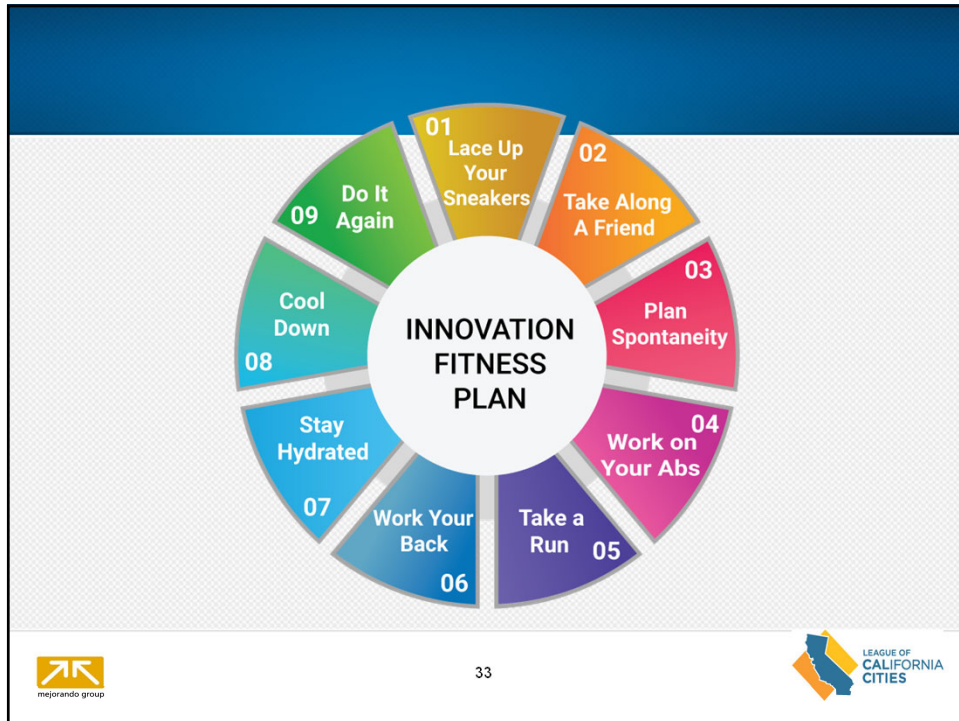 01
Lace Up
Your
Sneakers
02
Take Along
A Friend
03
Plan
Spontaneity
04
Work on
Your Abs
Take a
Run
05
Work Your
Back
06
Stay
Hydrated
07
Cool
Down
08
Do It
Again
09
INNOVATION
FITNESS
PLAN
mejorando group
33
LEAGUE OF
CALIFORNIA
CITIES